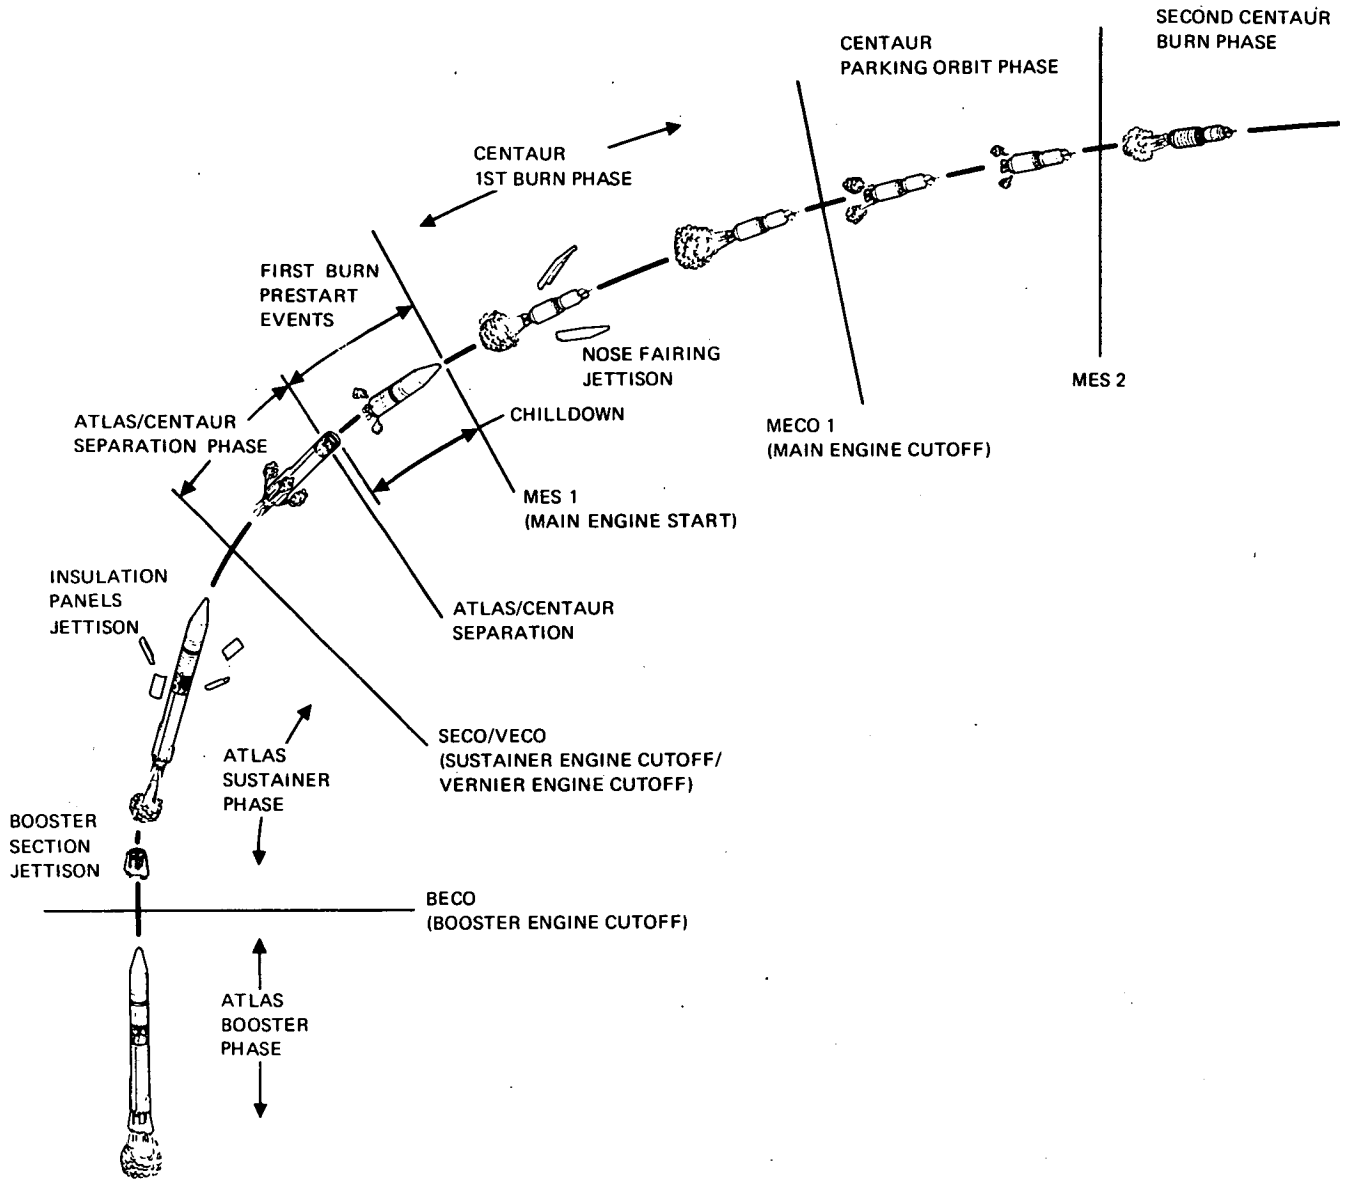 SECOND CENTAUR
BURN PHASE
CENTAUR
PARKING ORBIT PHASE
CENTAUR
1ST BURN PHASE
FIRST BURN
PRESTART
EVENTS
NOSE FAIRING
JETTISON
MES 2
ATLAS/CENTAUR
SEPARATION PHASE
CHILLDOWN
MECO 1
(MAIN ENGINE CUTOFF)
MES 1
(MAIN ENGINE START)
INSULATION
PANELS
JETTISON
ATLAS/CENTAUR
SEPARATION
SECO/VECO
(SUSTAINER ENGINE CUTOFF/
VERNIER ENGINE CUTOFF)
ATLAS
SUSTAINER
PHASE
BOOSTER
SECTION
JETTISON
BECO
(BOOSTER ENGINE CUTOFF)
ATLAS
BOOSTER
PHASE